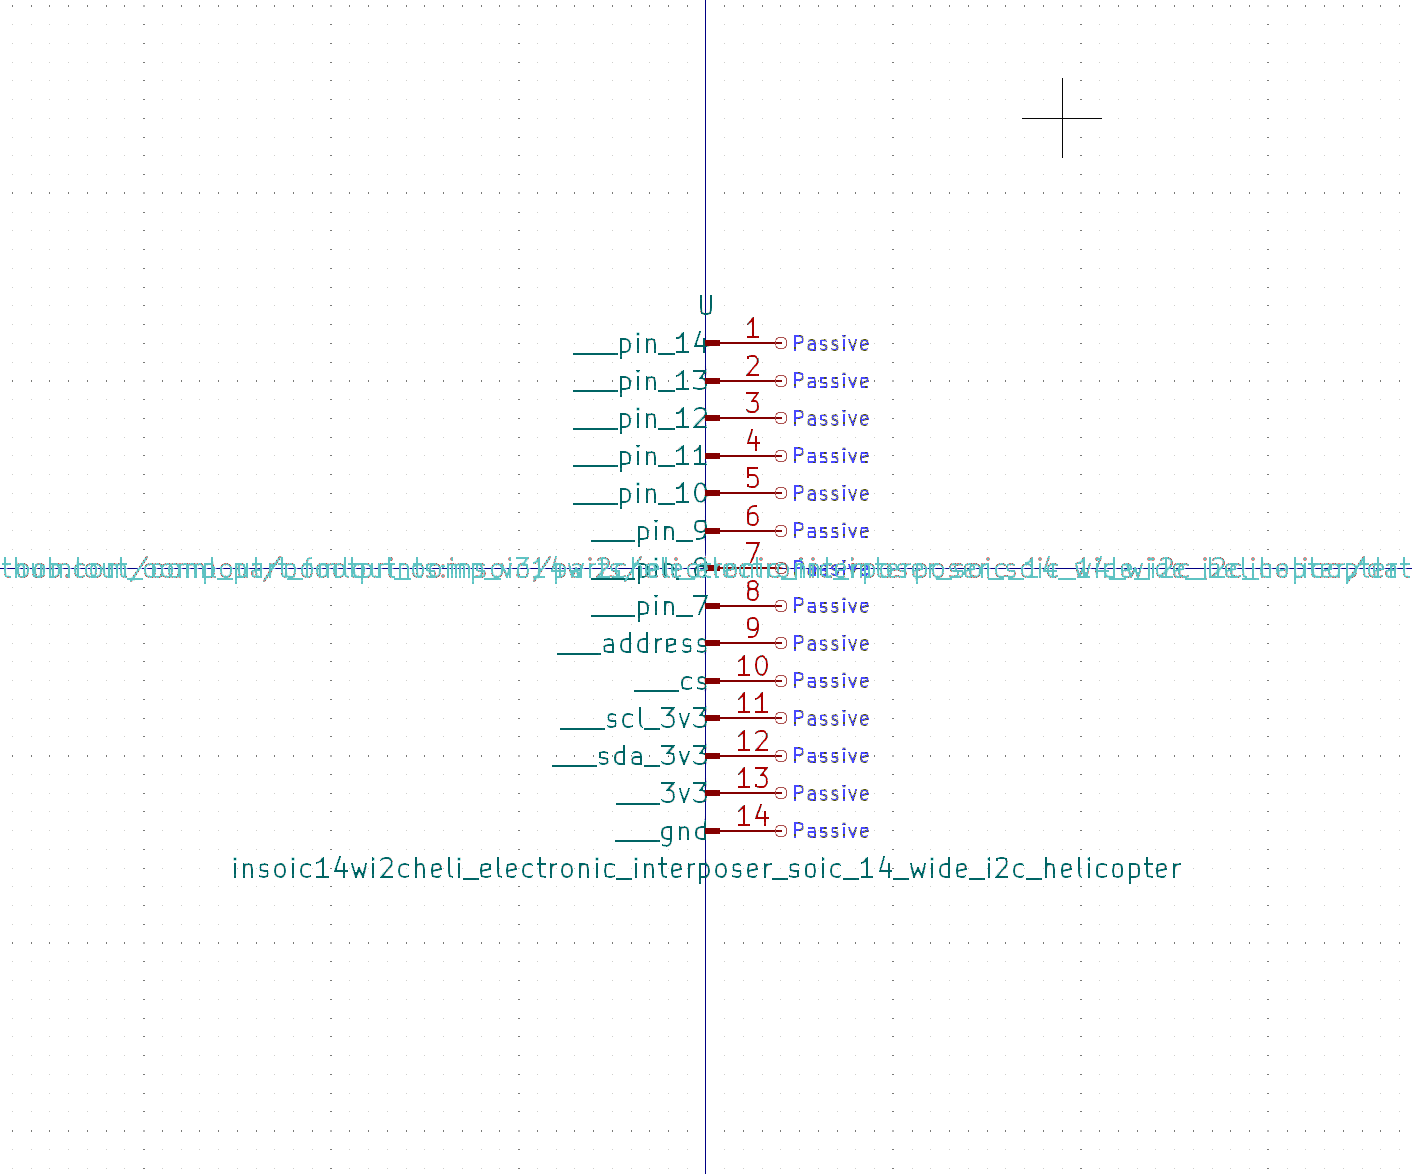 U
___pin_14 1 Passive
___pin_13 2 Passive
___pin_12 3 Passive
___pin_11 4 Passive
___pin_10 5 Passive
___pin_9 6 Passive
7
___pin_7 8 Passive
___address 9 Passive
___cs 10 Passive
___scl_3v3 11 Passive
___sda_3v3 12 Passive
___3v3 13 Passive
___gnd 14 Passive
insoic14wi2cheli_electronic_interposer_soic_14_wide_i2c_helicopter